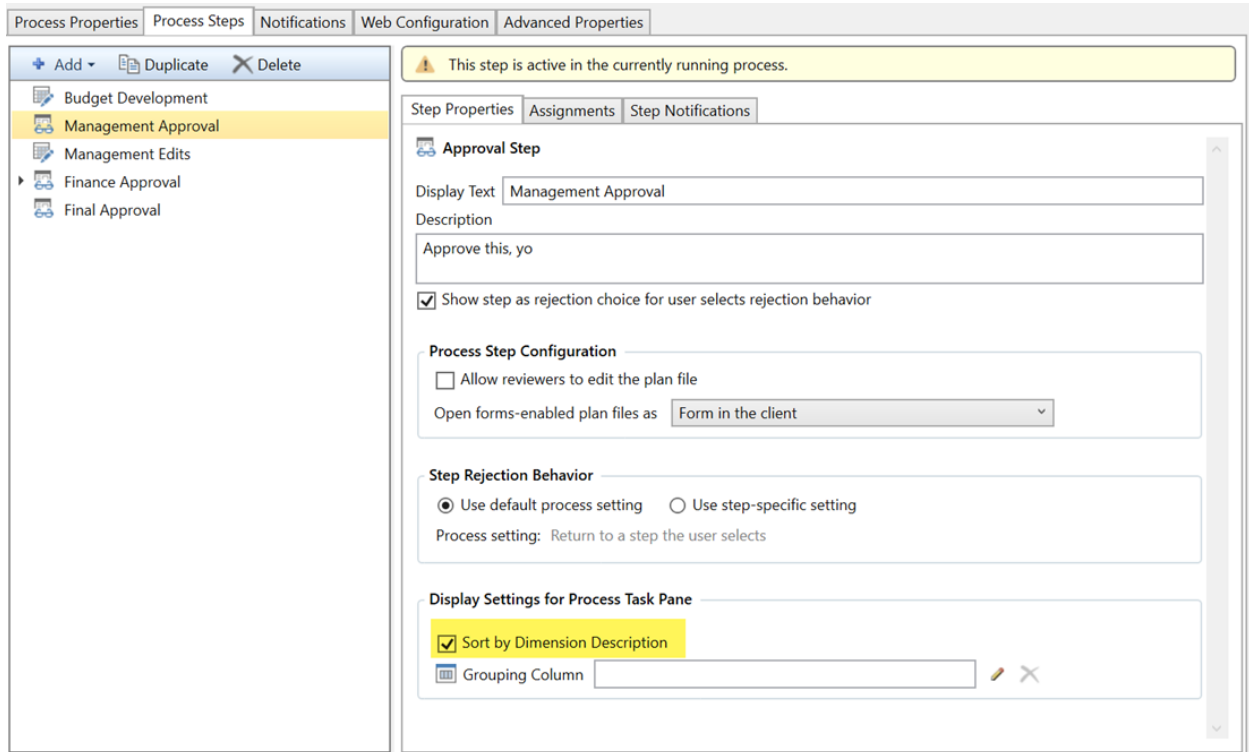 Process Properties Process Steps Notifications Web Configuration Advanced Properties
Add Duplicate Delete
Budget Development
Management Approval
Management Edits
Finance Approval
Final Approval
This step is active in the currently running process.
Step Properties Assignments Step Notifications
Approval Step
Display Text Management Approval
Description
Approve this, yo
Show step as rejection choice for user selects rejection behavior
Process Step Configuration
Allow reviewers to edit the plan file
Open forms-enabled plan files as Form in the client
Step Rejection Behavior
Use default process setting Use step-specific setting
Process setting: Return to a step the user selects
Display Settings for Process Task Pane
Sort by Dimension Description
Grouping Column